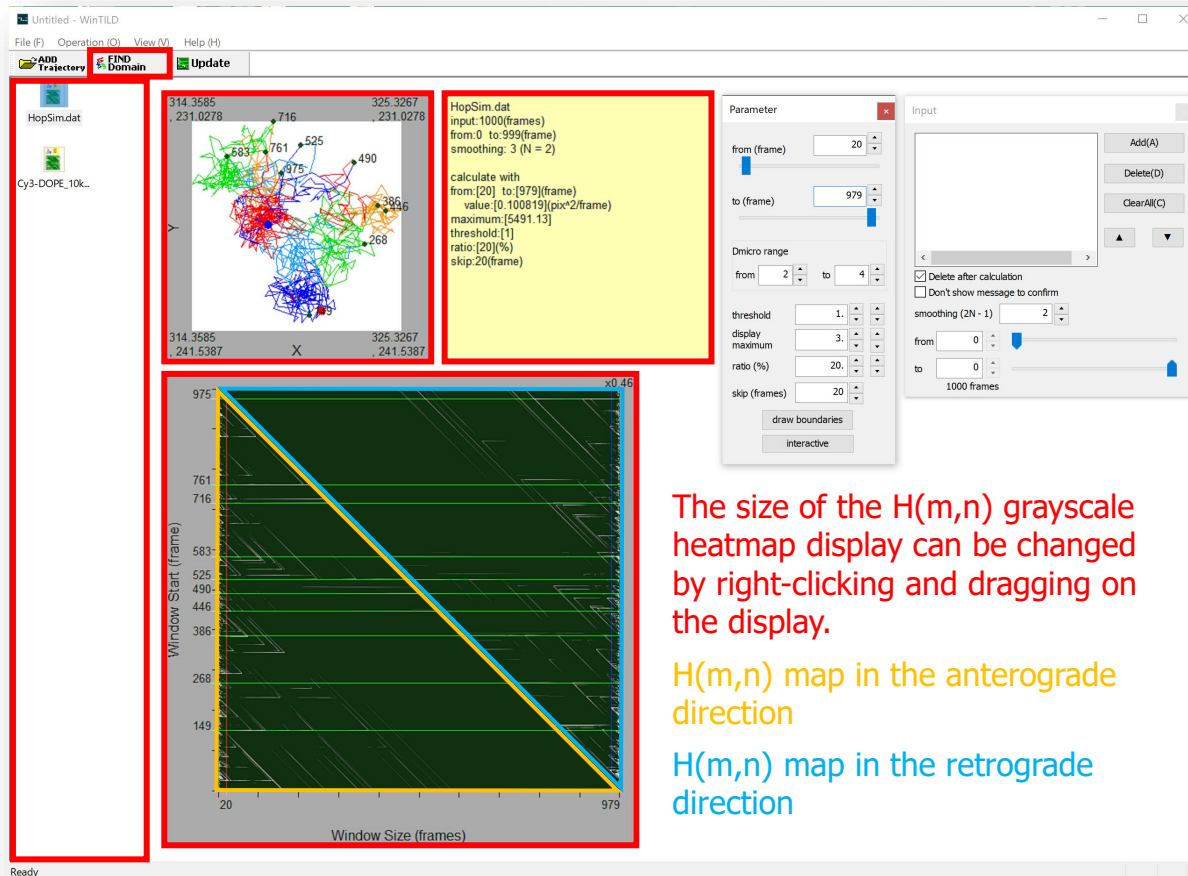 Untitled - WinTILD
File (F) Operation (O) View (V) Help (H)
ADD Trajectory
FIND Domain
Update
HopSim.dat
Cy3-DOPE_10k...
314.3585
, 231.0278
325.3267
, 231.0278
716
583
761
525
975
490
386
446
268
Y
314.3585
, 241.5387
X
325.3267
, 241.5387
HopSim.dat
input:1000(frames)
from:0 to:999(frame)
smoothing: 3 (N = 2)
calculate with
from:[20] to:[979](frame)
value:[0.100819](pix^2/frame)
maximum:[5491.13]
threshold:[1]
ratio:[20](%)
skip:20(frame)
Parameter
from (frame) 20
to (frame) 979
Dmicro range
from 2 to 4
threshold 1.
display
maximum 3.
ratio (%) 20.
skip (frames) 20
draw boundaries
interactive
Input
Add(A)
Delete(D)
ClearAll(C)
Delete after calculation
Don't show message to confirm
smoothing (2N - 1) 2
from 0
to 0
1000 frames
x0.46
975
761
716
583
525
490
446
386
268
149
Window Start (frame)
20 979
Window Size (frames)
The size of the H(m,n) grayscale
heatmap display can be changed
by right-clicking and dragging on
the display.
H(m,n) map in the anterograde
direction
H(m,n) map in the retrograde
direction
Ready